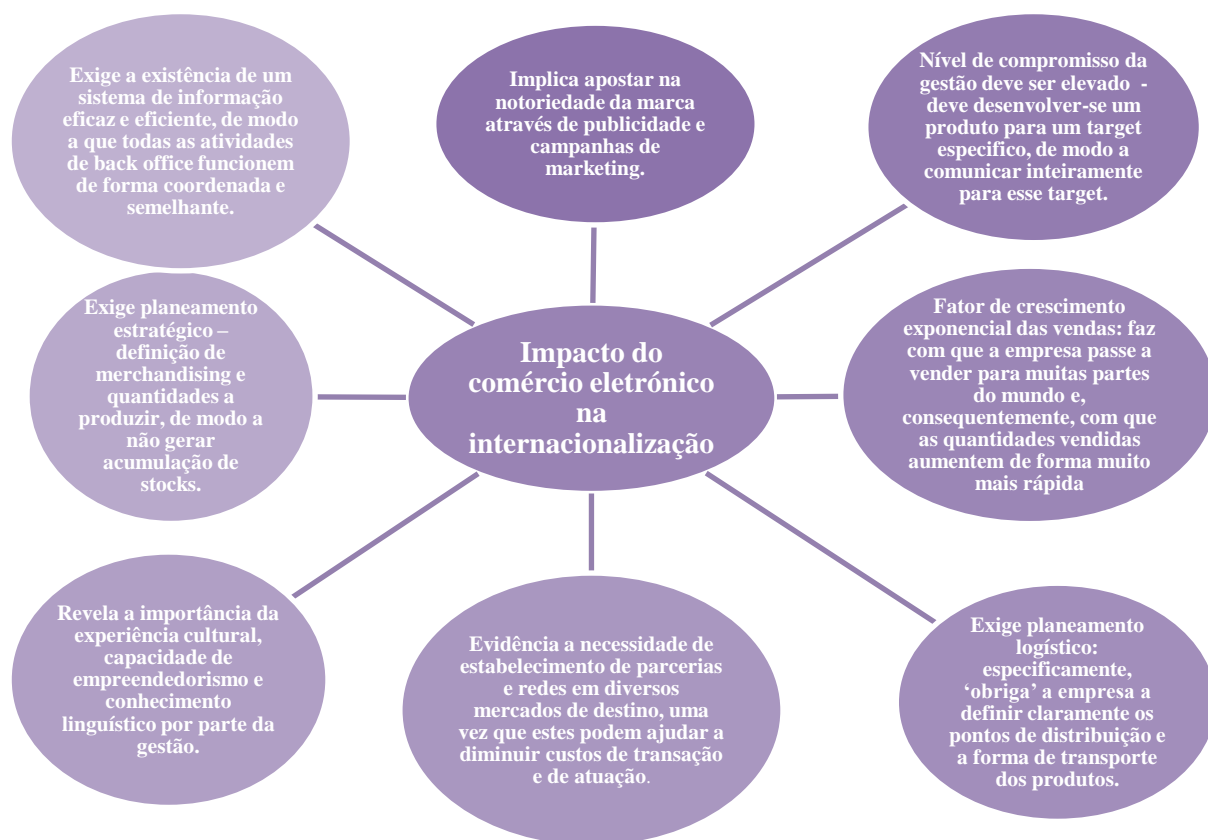 Exige a existência de um
sistema de informação
eficaz e eficiente, de modo
a que todas as atividades
de back office funcionem
de forma coordenada e
semelhante.
Implica apostar na
notoriedade da marca
através de publicidade e
campanhas de
marketing.
Nível de compromisso da
gestão deve ser elevado -
deve desenvolver-se um
produto para um target
especifico, de modo a
comunicar inteiramente
para esse target.
Exige planeamento
estratégico –
definição de
merchandising e
quantidades a
produzir, de modo a
não gerar
acumulação de
stocks.
Impacto do
comércio eletrónico
na
internacionalização
Fator de crescimento
exponencial das vendas: faz
com que a empresa passe a
vender para muitas partes
do mundo e,
consequentemente, com que
as quantidades vendidas
aumentem de forma muito
mais rápida
Revela a importância da
experiência cultural,
capacidade de
empreendedorismo e
conhecimento
linguístico por parte da
gestão.
Evidência a necessidade de
estabelecimento de parcerias
e redes em diversos
mercados de destino, uma
vez que estes podem ajudar a
diminuir custos de transação
e de atuação.
Exige planeamento
logístico:
especificamente,
‘obriga’ a empresa a
definir claramente os
pontos de distribuição e
a forma de transporte
dos produtos.